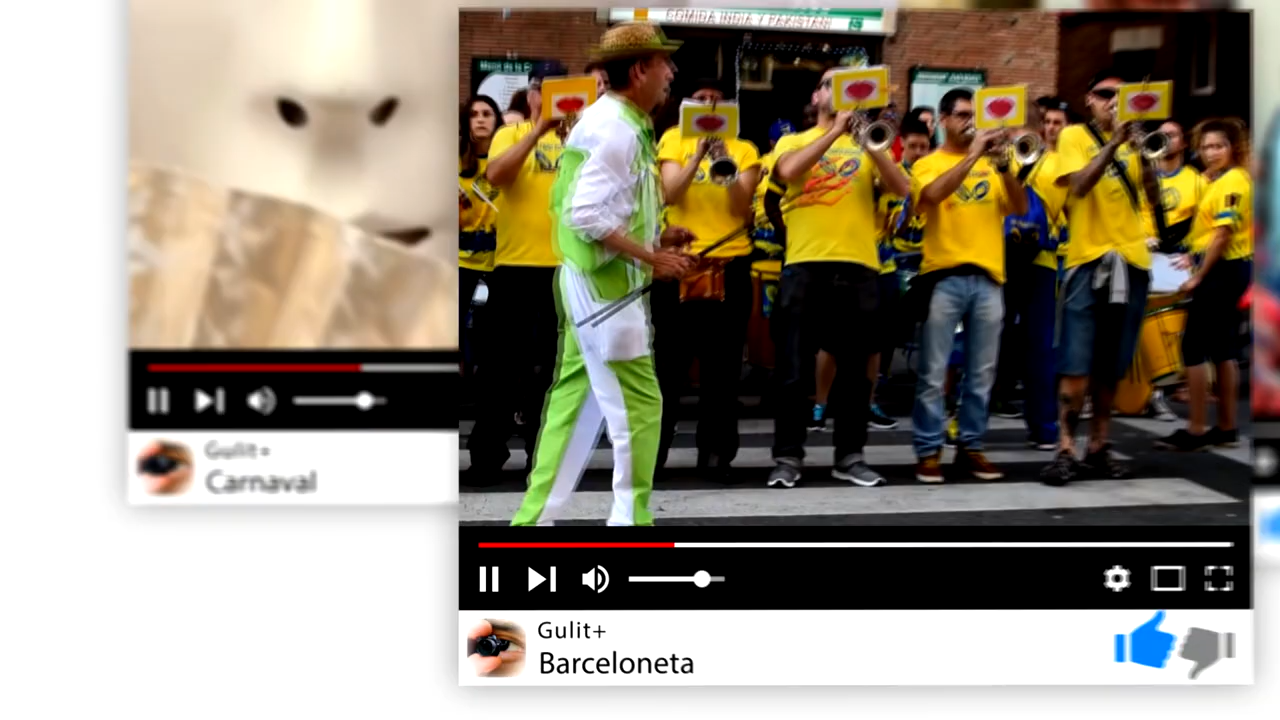 COMIDA INDIA Y PAKISTANI
Gulit+
Carnaval
Gulit+
Barceloneta